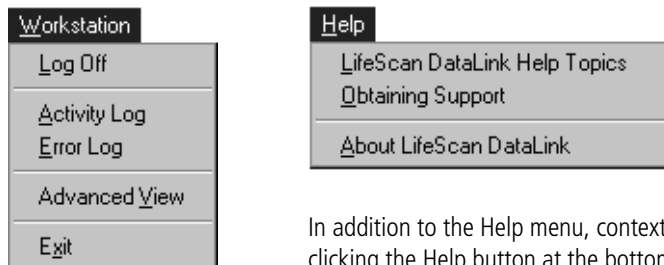 Workstation
Log Off
Activity Log
Error Log
Advanced View
Exit
Help
LifeScan DataLink Help Topics
Obtaining Support
About LifeScan DataLink
In addition to the Help menu, context
clicking the Help button at the bottom